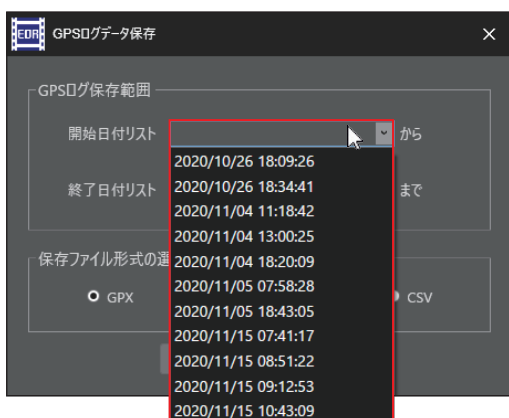 EDR GPSログデータ保存
GPSログ保存範囲
開始日付リスト から
2020/10/26 18:09:26
終了日付リスト 2020/10/26 18:34:41 まで
2020/11/04 11:18:42
2020/11/04 13:00:25
保存ファイル形式の選 2020/11/04 18:20:09
2020/11/05 07:58:28
GPX CSV
2020/11/05 18:43:05
2020/11/15 07:41:17
2020/11/15 08:51:22
2020/11/15 09:12:53
2020/11/15 10:43:09